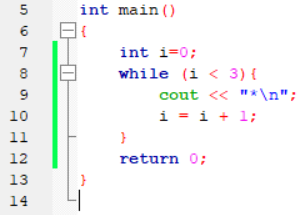 5 int main()
6 {
7 int i=0;
8 while (i < 3){
9 cout << "*\n";
10 i = i + 1;
11 }
12 return 0;
13 }
14